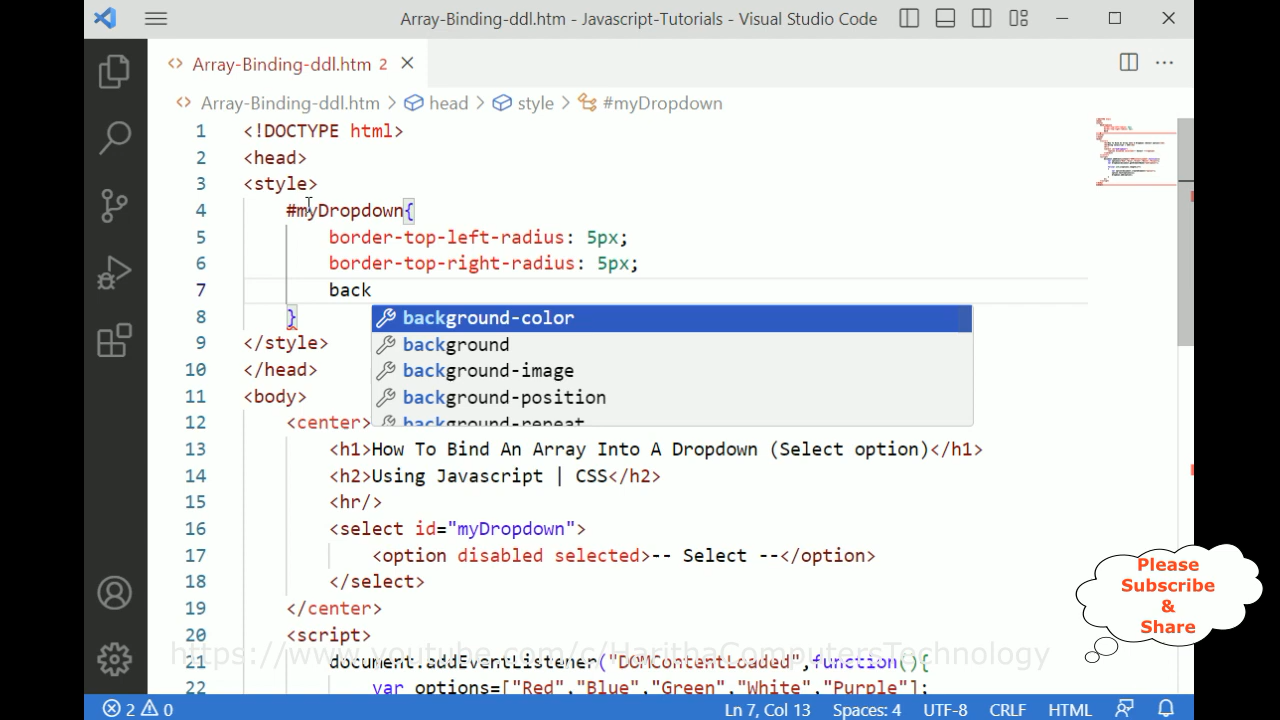 Array-Binding-ddl.htm - Javascript-Tutorials - Visual Studio Code
Array-Binding-ddl.htm 2
Array-Binding-ddl.htm > head > style > #myDropdown
1 <!DOCTYPE html>
2 <head>
3 <style>
4 #myDropdown{
5 border-top-left-radius: 5px;
6 border-top-right-radius: 5px;
7 back
background-color
8 }
background
9 </style>
background-image
10 </head>
background-position
11 <body>
background-repeat
12 <center>
13 <h1>How To Bind An Array Into A Dropdown (Select option)</h1>
14 <h2>Using Javascript | CSS</h2>
15 <hr/>
16 <select id="myDropdown">
17 <option disabled selected>-- Select --</option>
18 </select>
19 </center>
20 <script>
21 document.addEventListener("DOMContentLoaded",function(){
22 var options=["Red","Blue","Green","White","Purple"];
Please
Subscribe
&
Share
https://www.youtube.com/c/HarithaComputersTechnology
2 0 Ln 7, Col 13 Spaces: 4 UTF-8 CRLF HTML